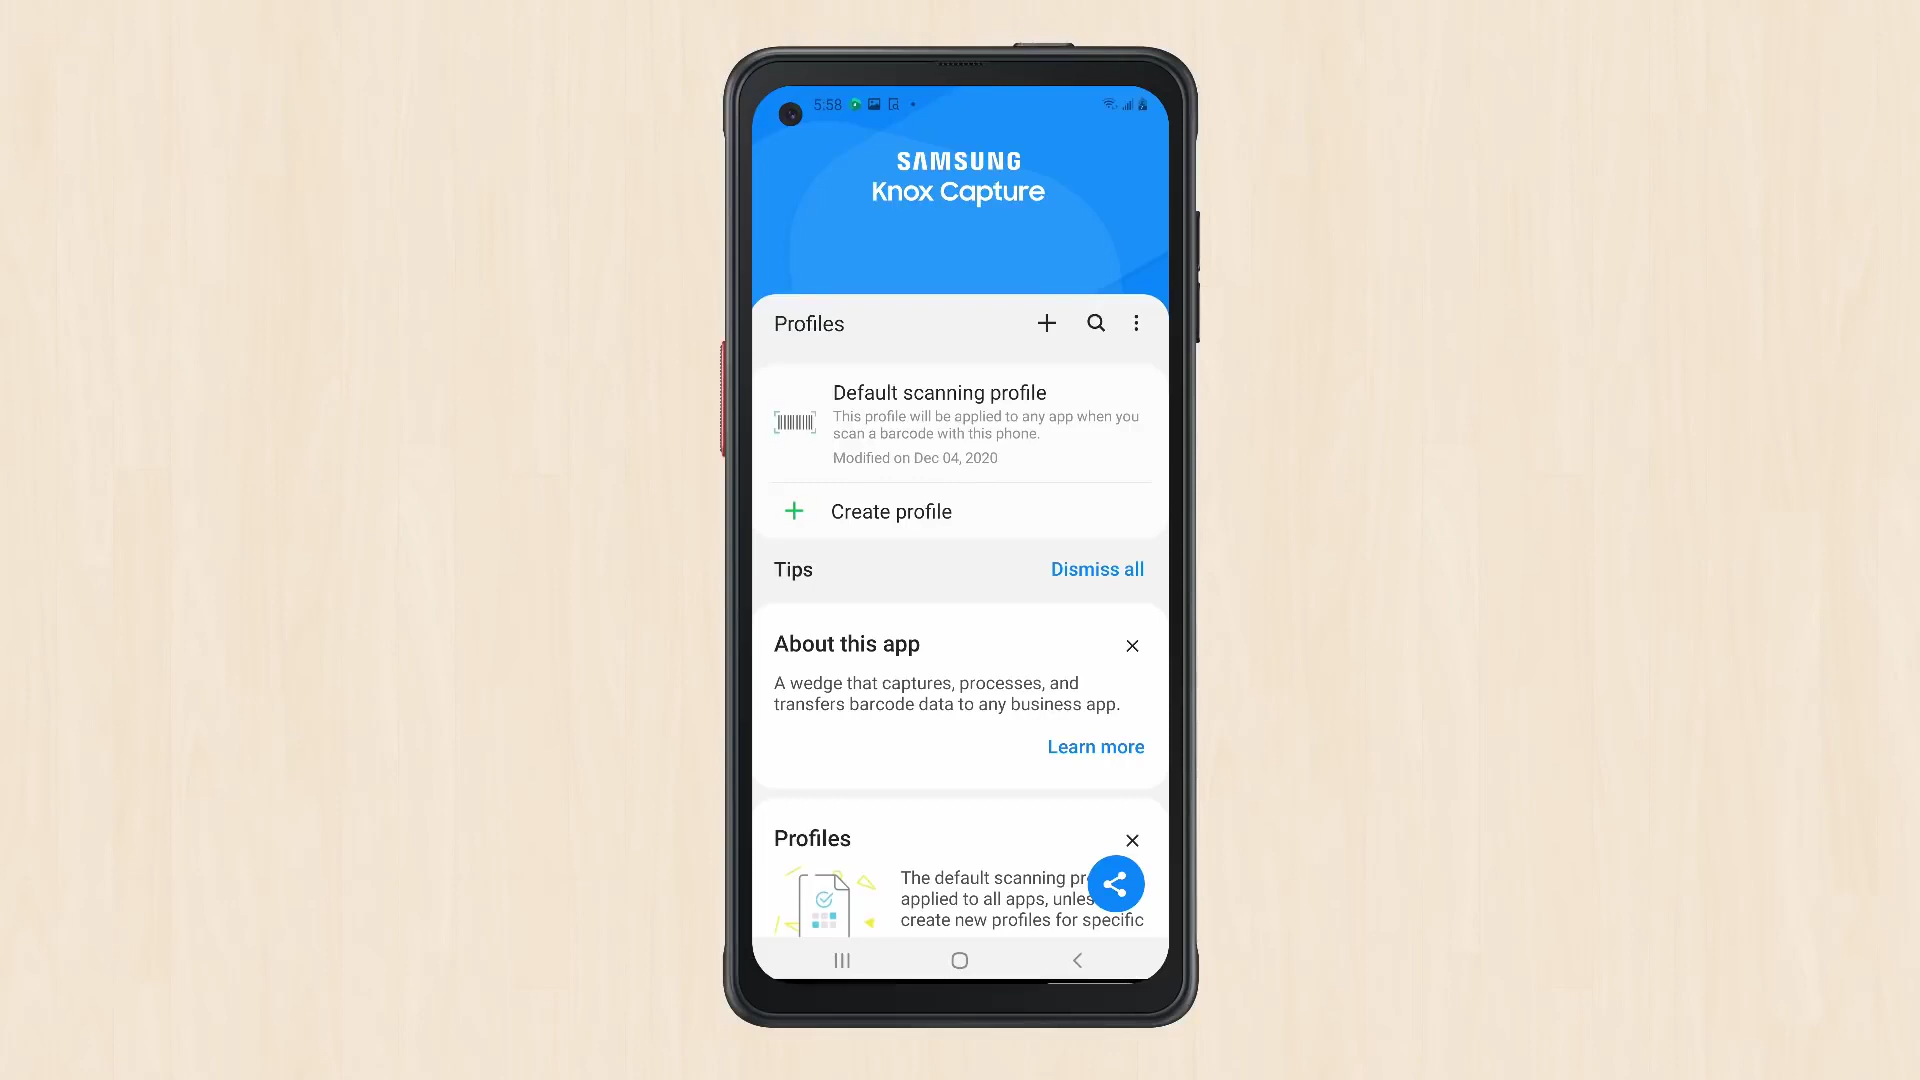 5:58
SAMSUNG
Knox Capture
Profiles
Default scanning profile
This profile will be applied to any app when you
scan a barcode with this phone.
Modified on Dec 04, 2020
Create profile
Tips
Dismiss all
About this app
A wedge that captures, processes, and
transfers barcode data to any business app.
Learn more
Profiles
The default scanning
applied to all apps,
create new profiles for specific